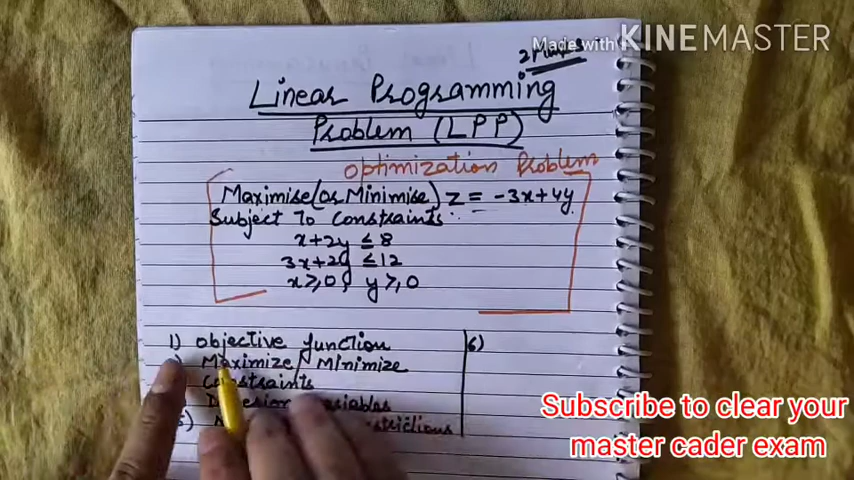 Made with KINEMASTER
2
Linear Programming
Problem (LPP)
Optimization Problem
Maximise (or Minimise) z = -3x+4y
Subject To Constraints:
x+2y ≤ 8
3x+2y ≤ 12
x≥0, y≥0
1) Objective function
Maximize / Minimize
Constraints
5)
6)
Subscribe to clear your
master cader exam